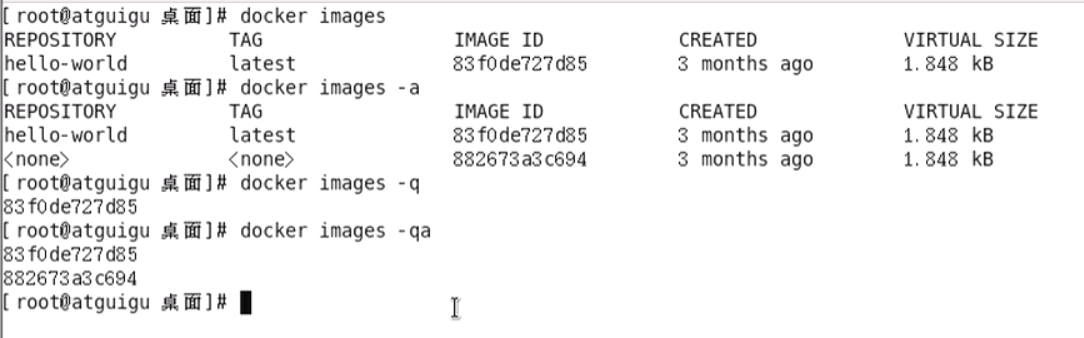 [root@atguigu 桌面]# docker images
REPOSITORY TAG IMAGE ID CREATED VIRTUAL SIZE
hello-world latest 83f0de727d85 3 months ago 1.848 kB
[root@atguigu 桌面]# docker images -a
REPOSITORY TAG IMAGE ID CREATED VIRTUAL SIZE
hello-world latest 83f0de727d85 3 months ago 1.848 kB
<none> <none> 882673a3c694 3 months ago 1.848 kB
[root@atguigu 桌面]# docker images -q
83f0de727d85
[root@atguigu 桌面]# docker images -qa
83f0de727d85
882673a3c694
[root@atguigu 桌面]#